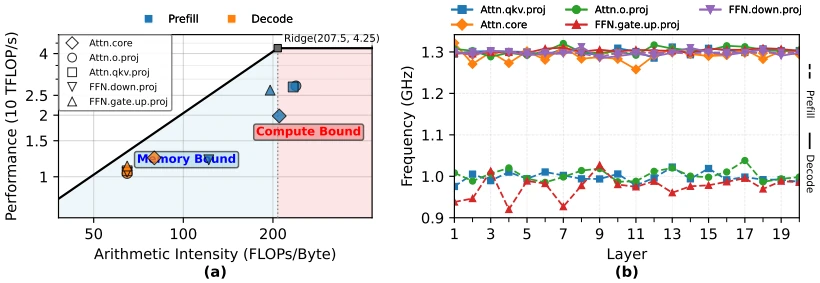 Prefill
Decode
Performance (10 TFLOP/s)
4
2.5
2
1.5
1
Attn.core
Attn.o.proj
Attn.qkv.proj
FFN.down.proj
FFN.gate.up.proj
Ridge(207.5, 4.25)
Compute Bound
Memory Bound
50
100
200
Arithmetic Intensity (FLOPs/Byte)
(a)
Attn.qkv.proj
Attn.o.proj
FFN.down.proj
Attn.core
FFN.gate.up.proj
Frequency (GHz)
1.3
1.2
1.1
1.0
0.9
1
3
5
7
9
11
13
15
17
19
Layer
(b)
Prefill
Decode